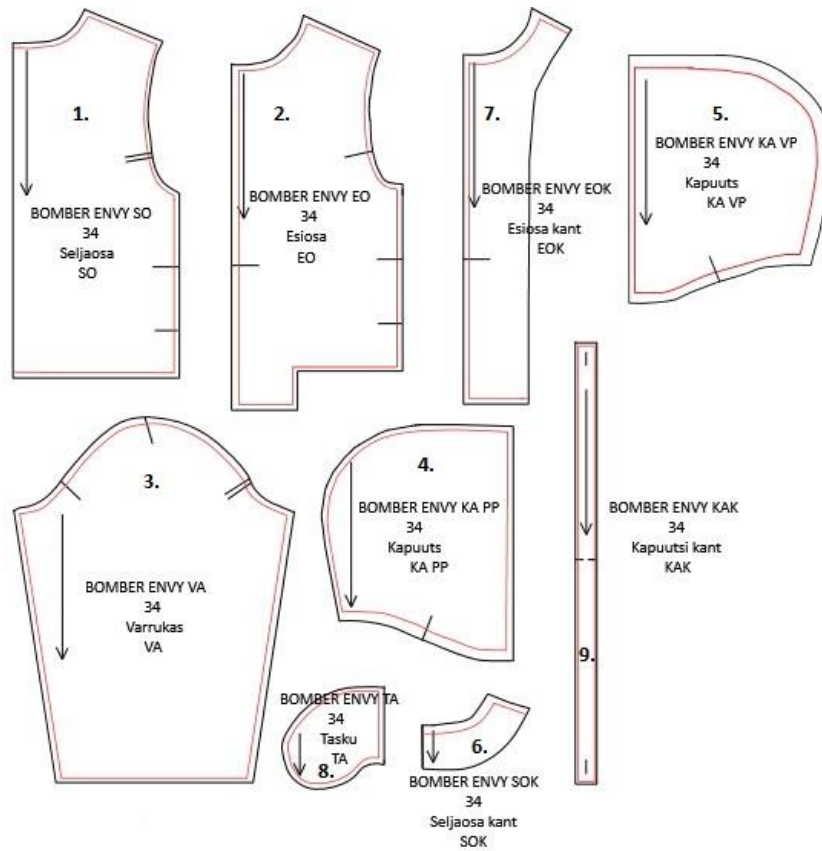 1.
BOMBER ENVY SO
34
Seljaosa
SO
2.
BOMBER ENVY EO
34
Esiosa
EO
7.
BOMBER ENVY EOK
34
Esiosa kant
EOK
5.
BOMBER ENVY KA VP
34
Kapuuts
KA VP
3.
BOMBER ENVY VA
34
Varrukas
VA
4.
BOMBER ENVY KA PP
34
Kapuuts
KA PP
BOMBER ENVY KAK
34
Kapuutsi kant
KAK
9.
BOMBER ENVY TA
34
Tasku
TA
8.
6.
BOMBER ENVY SOK
34
Seljaosa kant
SOK